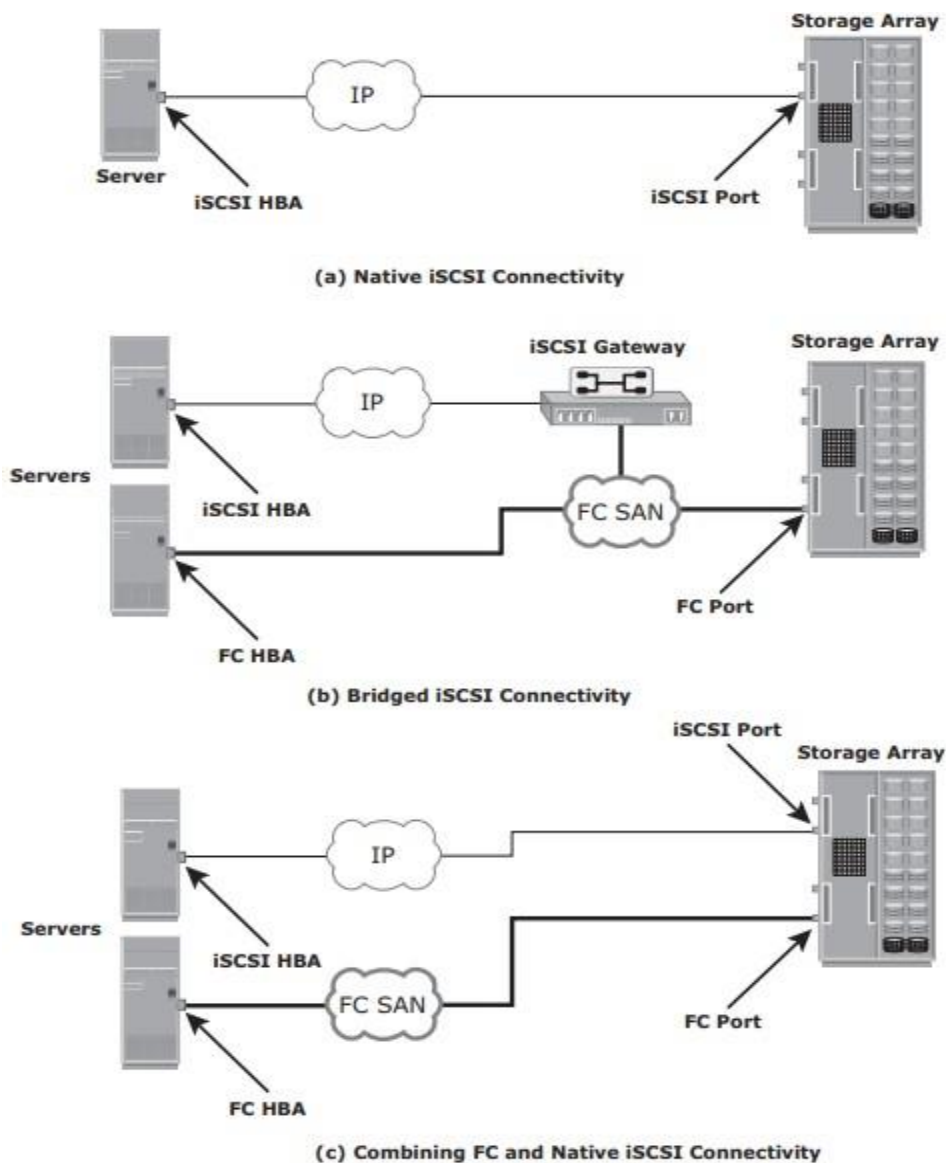 Storage Array
IP
Server
iSCSI HBA
iSCSI Port
(a) Native iSCSI Connectivity
iSCSI Gateway
Storage Array
IP
Servers
iSCSI HBA
FC SAN
FC Port
FC HBA
(b) Bridged iSCSI Connectivity
iSCSI Port
Storage Array
IP
Servers
iSCSI HBA
FC SAN
FC Port
FC HBA
(c) Combining FC and Native iSCSI Connectivity